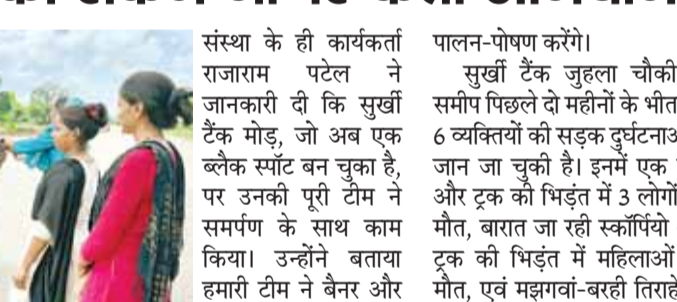 संस्था के ही कार्यकर्ता
राजाराम पटेल ने
जानकारी दी कि सुर्खी
टैंक मोड़, जो अब एक
ब्लैक स्पॉट बन चुका है,
पर उनकी पूरी टीम ने
समर्पण के साथ काम
किया। उन्होंने बताया
हमारी टीम ने बैनर और
पालन-पोषण करेंगे।
सुर्खी टैंक जुहला चौकी
समीप पिछले दो महीनों के भीत
6 व्यक्तियों की सड़क दुर्घटनाअ
जान जा चुकी है। इनमें एक
और ट्रक की भिड़ंत में 3 लोगों
मौत, बारात जा रही स्कॉर्पियो
ट्रक की भिड़ंत में महिलाओं
मौत, एवं मझगवां-बरही तिराहे